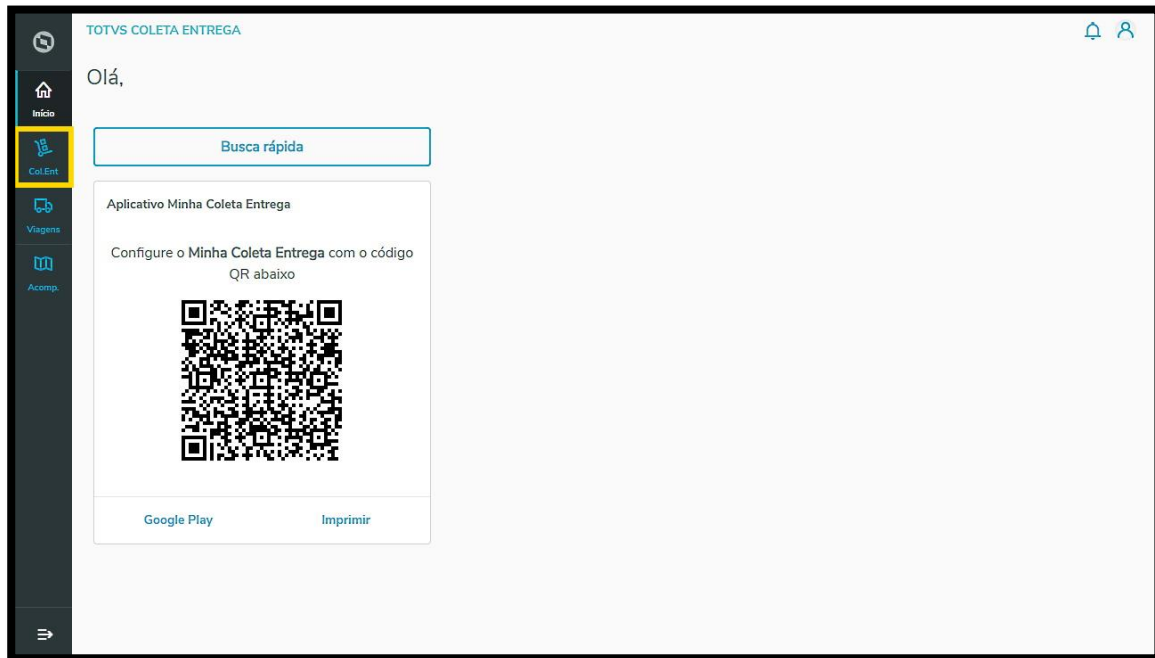 TOTVS COLETA ENTREGA
Olá,
Início
Col.Ent
Viagens
Acomp.
Busca rápida
Aplicativo Minha Coleta Entrega
Configure o Minha Coleta Entrega com o código
QR abaixo
Google Play
Imprimir